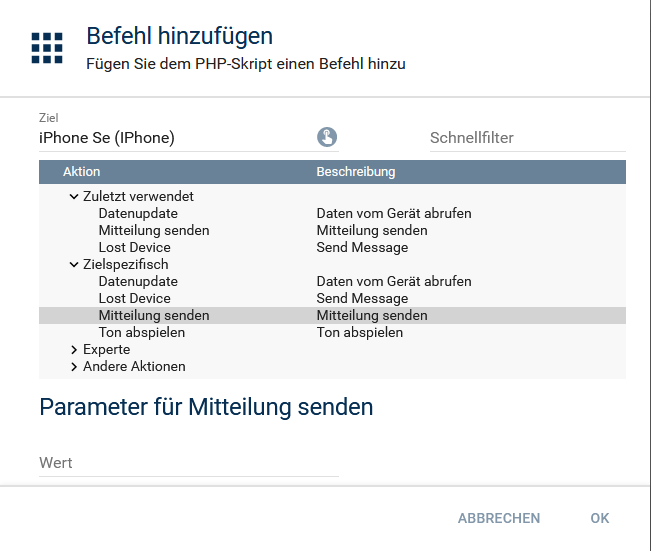 Befehl hinzufügen
Fügen Sie dem PHP-Skript einen Befehl hinzu
Ziel
iPhone Se (IPhone)
Schnellfilter
Aktion Beschreibung
Zuletzt verwendet
Datenupdate Daten vom Gerät abrufen
Mitteilung senden Mitteilung senden
Lost Device Send Message
Zielspezifisch
Datenupdate Daten vom Gerät abrufen
Lost Device Send Message
Mitteilung senden Mitteilung senden
Ton abspielen Ton abspielen
Experte
Andere Aktionen
Parameter für Mitteilung senden
Wert
ABBRECHEN OK